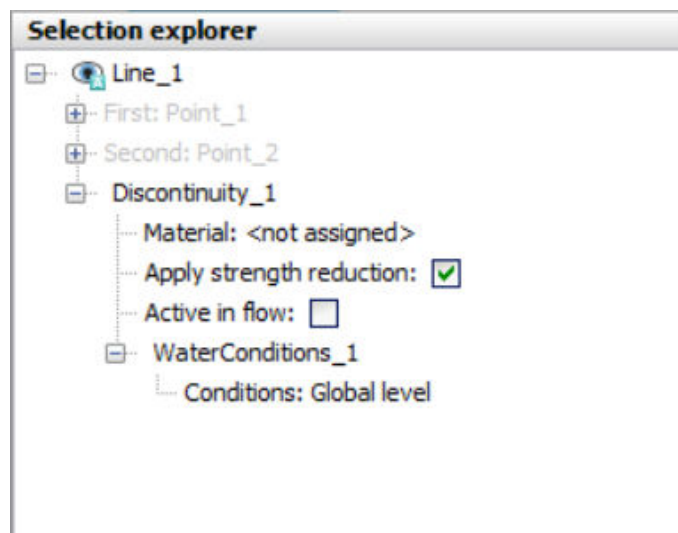 Selection explorer
Line_1
First: Point_1
Second: Point_2
Discontinuity_1
Material: <not assigned>
Apply strength reduction:
Active in flow:
WaterConditions_1
Conditions: Global level